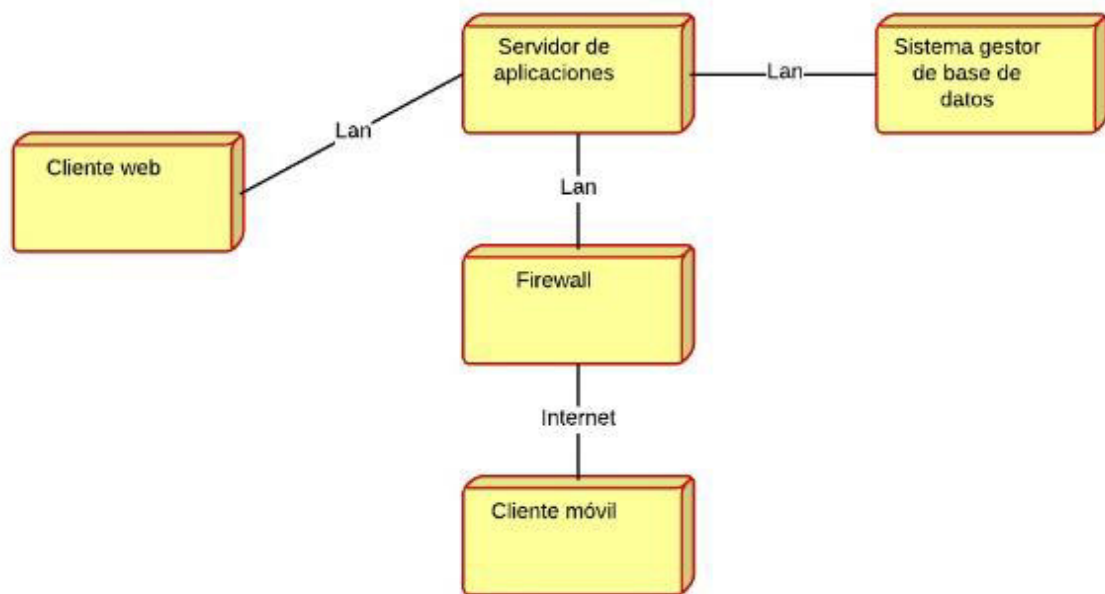 Servidor de
aplicaciones
Sistema gestor
de base de
datos
Lan
Lan
Cliente web
Lan
Firewall
Internet
Cliente móvil